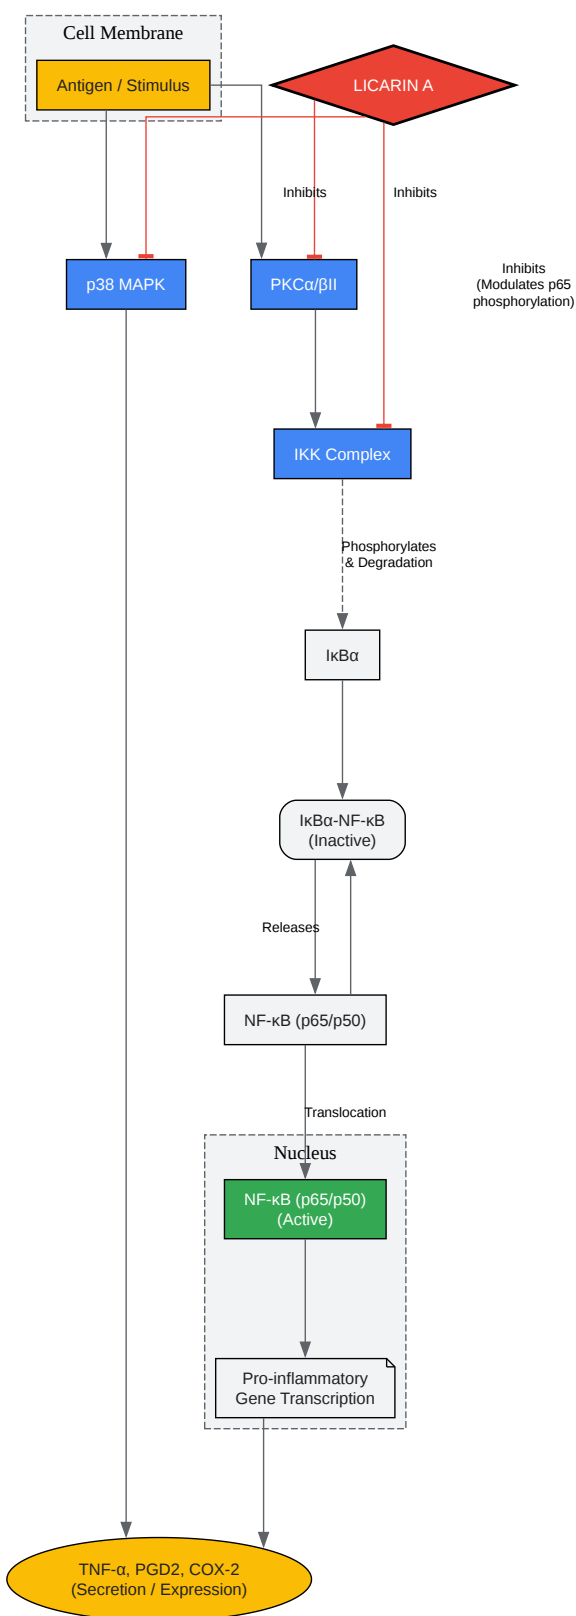 Cell Membrane
Antigen / Stimulus
LICARIN A
Inhibits
Inhibits
Inhibits
(Modulates p65
phosphorylation)
p38 MAPK
PKCα/βII
IKK Complex
Phosphorylates
& Degradation
IκBα
IκBα-NF-κB
(Inactive)
Releases
NF-κB (p65/p50)
Translocation
Nucleus
NF-κB (p65/p50)
(Active)
Pro-inflammatory
Gene Transcription
TNF-α, PGD2, COX-2
(Secretion / Expression)